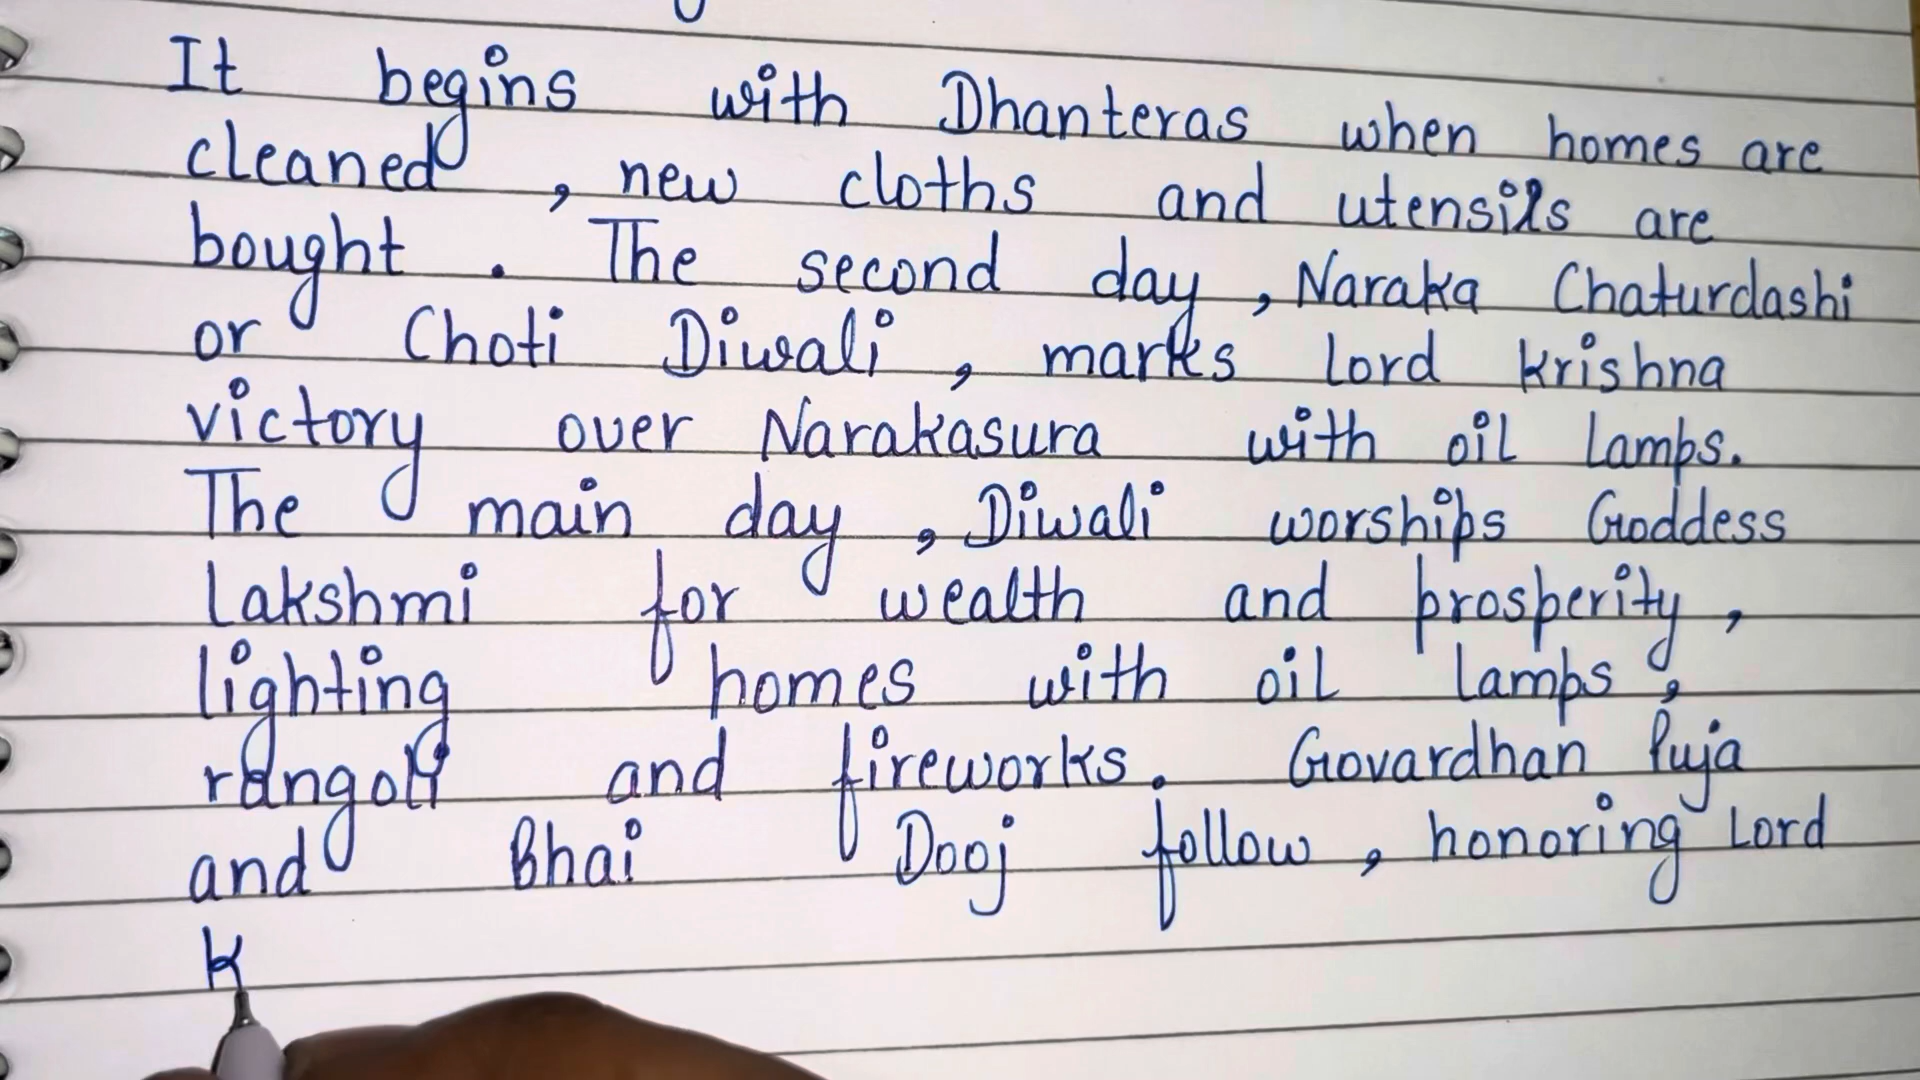 It begins with Dhanteras when homes are
cleaned, new cloths and utensils are
bought. The second day, Naraka Chaturdashi
or Choti Diwali, marks lord krishna
victory over Narakasura with oil lamps.
The main day, Diwali worships Goddess
Lakshmi for wealth and prosperity,
lighting homes with oil lamps,
rangoli and fireworks. Govardhan Puja
and Bhai Dooj follow, honoring Lord
K